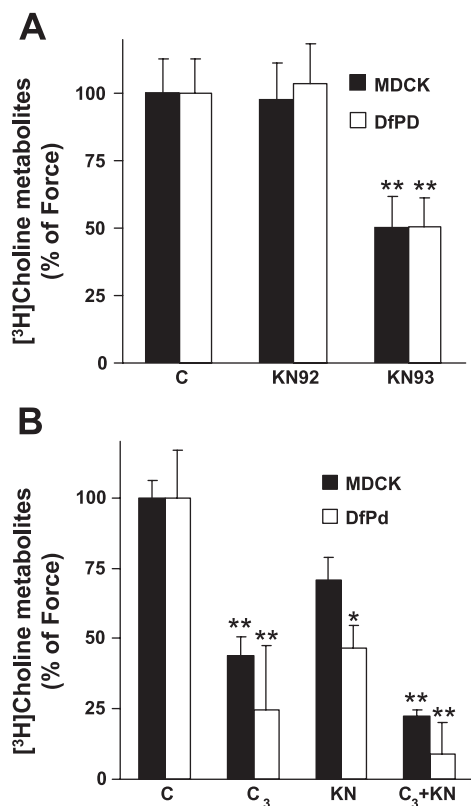 A
[³H]Choline metabolites
(% of Force)
100
75
50
25
0
MDCK
DfPD
** **
C KN92 KN93
B
[³H]Choline metabolites
(% of Force)
100
75
50
25
0
MDCK
DfPd
** **
*
** **
C C₃ KN C₃+KN